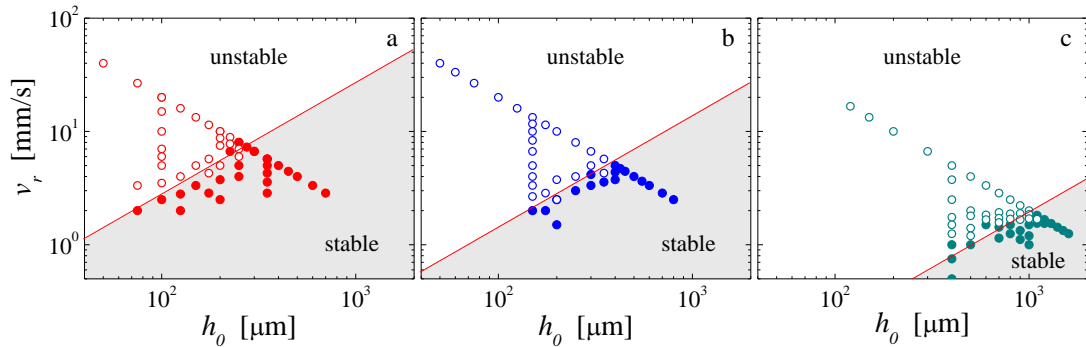 10^2
10^1
10^0
v_r [mm/s]
unstable
a
stable
10^2
10^3
h_0 [μm]
unstable
b
stable
10^2
10^3
h_0 [μm]
unstable
c
stable
10^2
10^3
h_0 [μm]